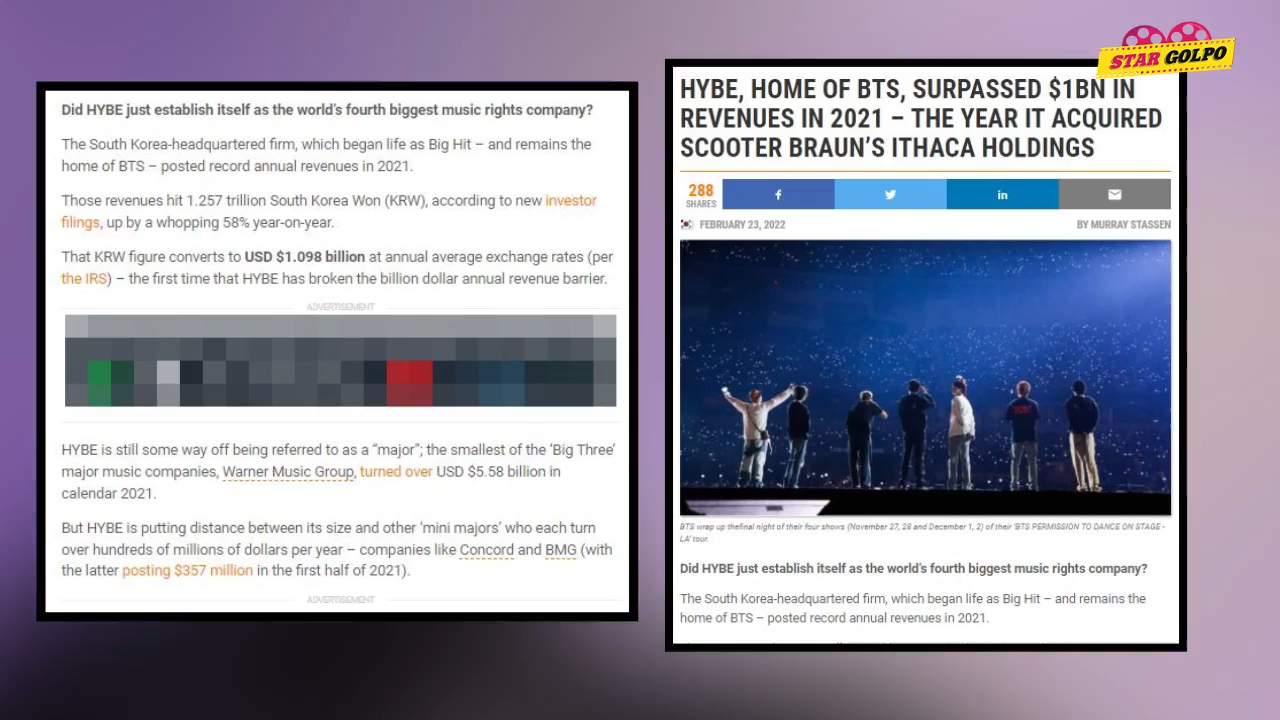 Did HYBE just establish itself as the world's fourth biggest music rights company?
The South Korea-headquartered firm, which began life as Big Hit – and remains the
home of BTS – posted record annual revenues in 2021.
Those revenues hit 1.257 trillion South Korea Won (KRW), according to new investor
filings, up by a whopping 58% year-on-year.
That KRW figure converts to USD $1.098 billion at annual average exchange rates (per
the IRS) – the first time that HYBE has broken the billion dollar annual revenue barrier.
ADVERTISEMENT
HYBE is still some way off being referred to as a “major”; the smallest of the ‘Big Three’
major music companies, Warner Music Group, turned over USD $5.58 billion in
calendar 2021.
But HYBE is putting distance between its size and other ‘mini majors’ who each turn
over hundreds of millions of dollars per year – companies like Concord and BMG (with
the latter posting $357 million in the first half of 2021).
ADVERTISEMENT
STAR GOLPO
HYBE, HOME OF BTS, SURPASSED $1BN IN
REVENUES IN 2021 – THE YEAR IT ACQUIRED
SCOOTER BRAUN'S ITHACA HOLDINGS
288
SHARES
FEBRUARY 23, 2022 BY MURRAY STASSEN
BTS wrap up thefinal night of their four shows (November 27, 28 and December 1, 2) of their 'BTS PERMISSION TO DANCE ON STAGE -
LA' tour.
Did HYBE just establish itself as the world's fourth biggest music rights company?
The South Korea-headquartered firm, which began life as Big Hit – and remains the
home of BTS – posted record annual revenues in 2021.